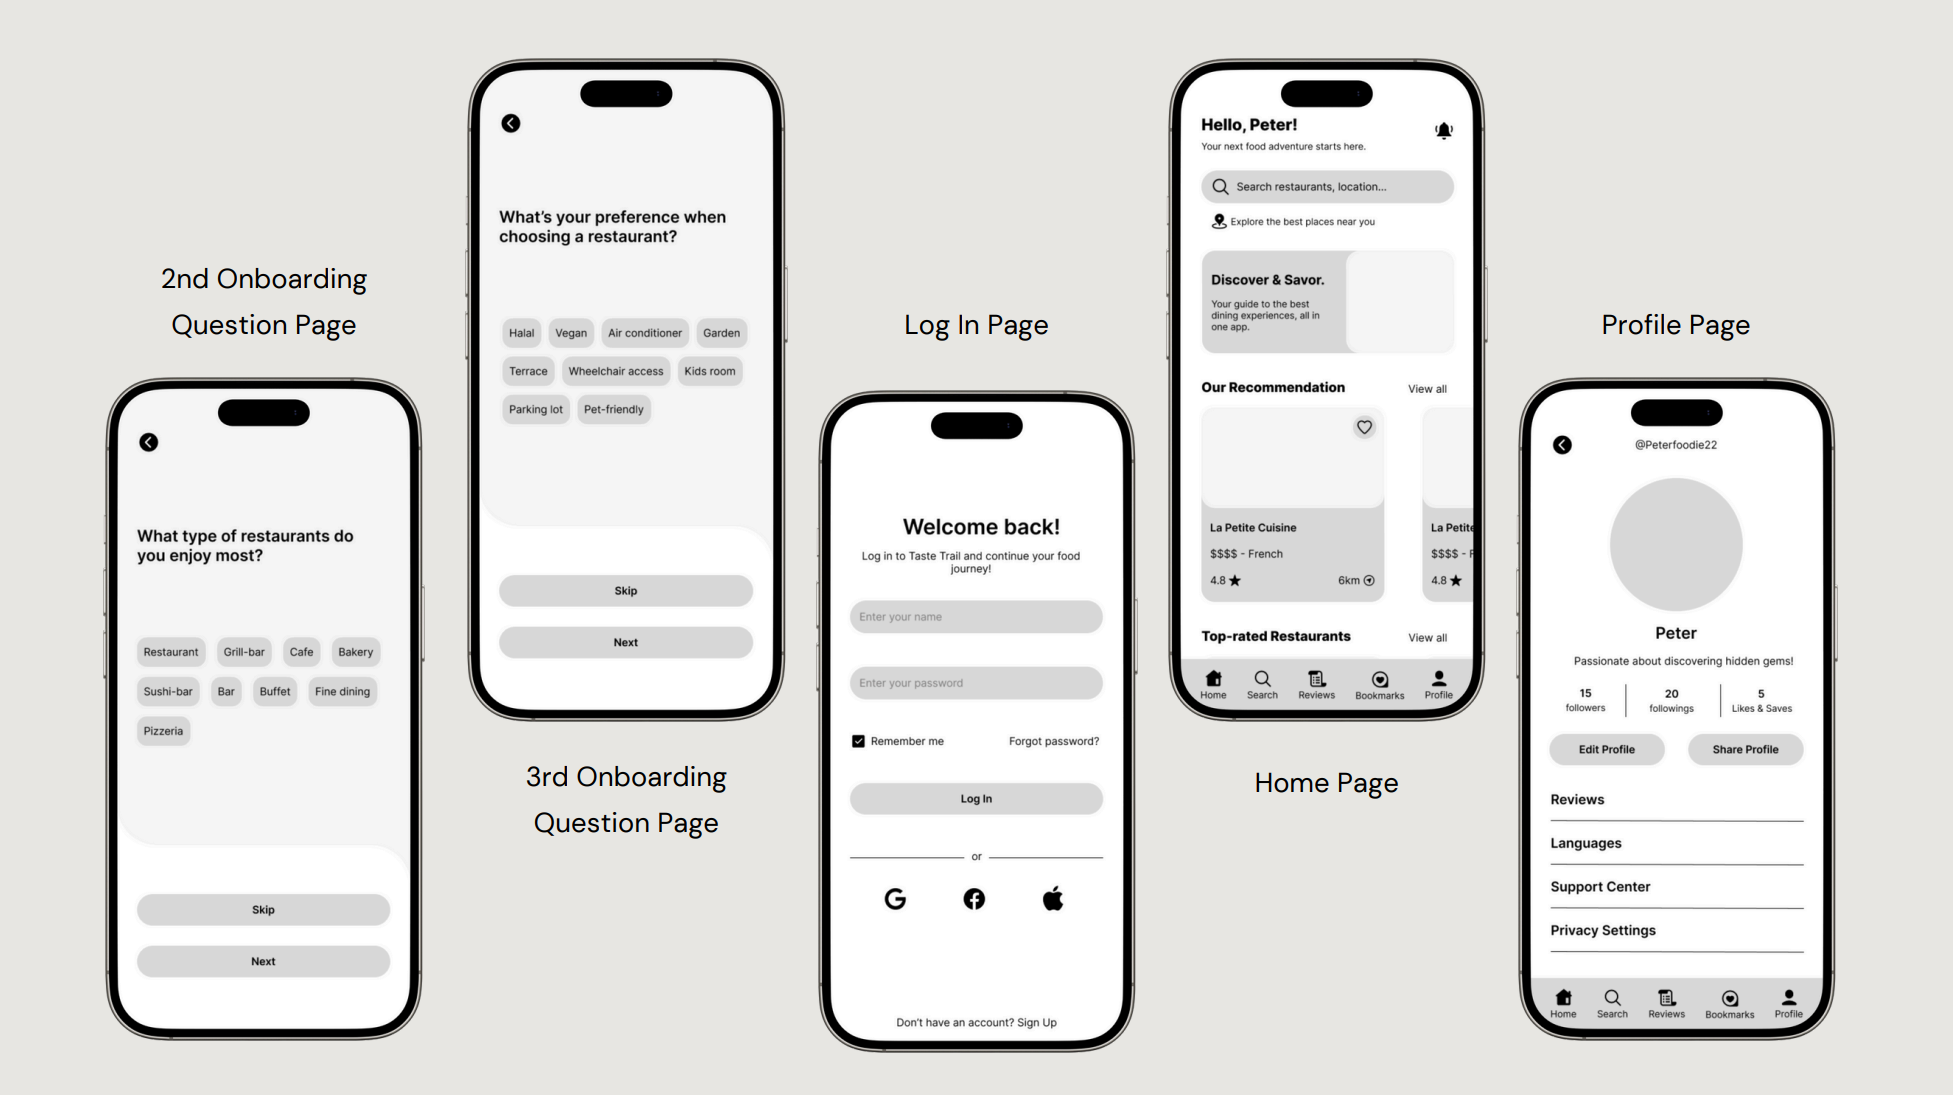 2nd Onboarding
Question Page
What type of restaurants do
you enjoy most?
Restaurant Grill-bar Cafe Bakery
Sushi-bar Bar Buffet Fine dining
Pizzeria
Skip
Next
What's your preference when
choosing a restaurant?
Halal Vegan Air conditioner Garden
Terrace Wheelchair access Kids room
Parking lot Pet-friendly
Skip
Next
3rd Onboarding
Question Page
Log In Page
Welcome back!
Log in to Taste Trail and continue your food
journey!
Enter your name
Enter your password
Remember me Forgot password?
Log In
or
Don't have an account? Sign Up
Hello, Peter!
Your next food adventure starts here.
Search restaurants, location...
Explore the best places near you
Discover & Savor.
Your guide to the best
dining experiences, all in
one app.
Our Recommendation View all
La Petite Cuisine La Petite
$$$$ - French $$$$ - F
4.8 6km 4.8
Top-rated Restaurants View all
Home Search Reviews Bookmarks Profile
Home Page
Profile Page
@Peterfoodie22
Peter
Passionate about discovering hidden gems!
15 20 5
followers followings Likes & Saves
Edit Profile Share Profile
Reviews
Languages
Support Center
Privacy Settings
Home Search Reviews Bookmarks Profile